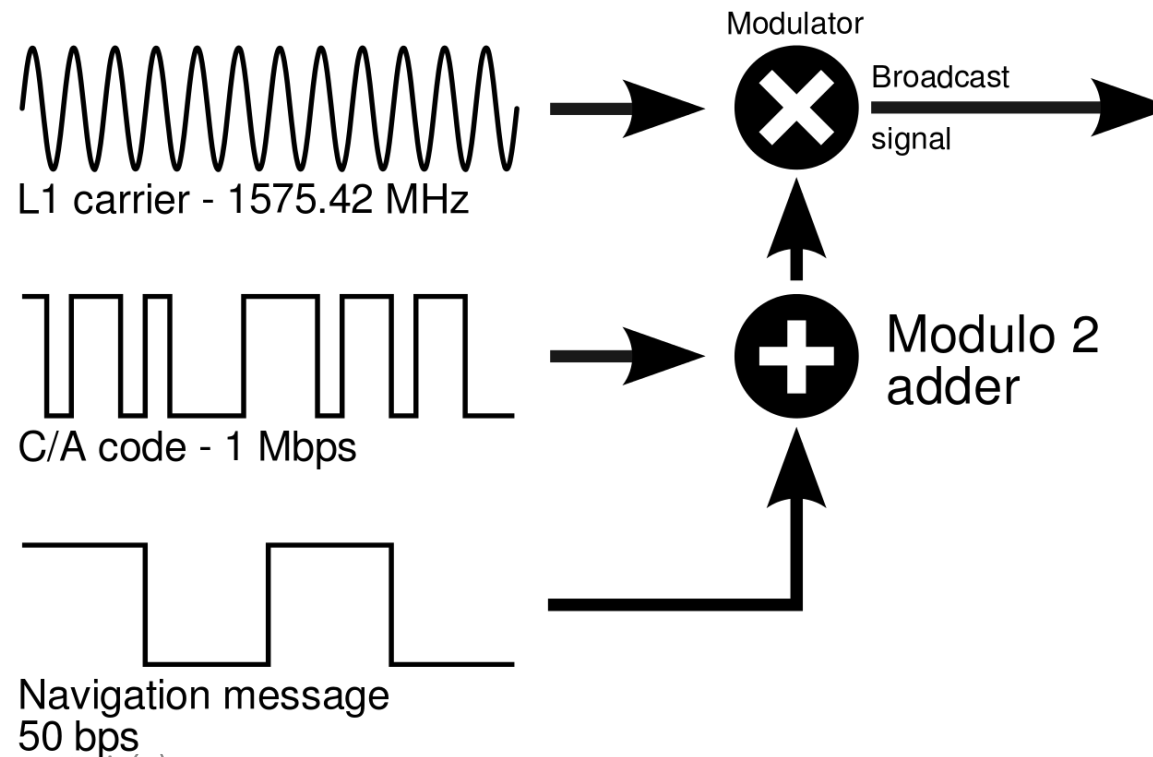 Modulator
Broadcast
signal
L1 carrier - 1575.42 MHz
Modulo 2
adder
C/A code - 1 Mbps
Navigation message
50 bps